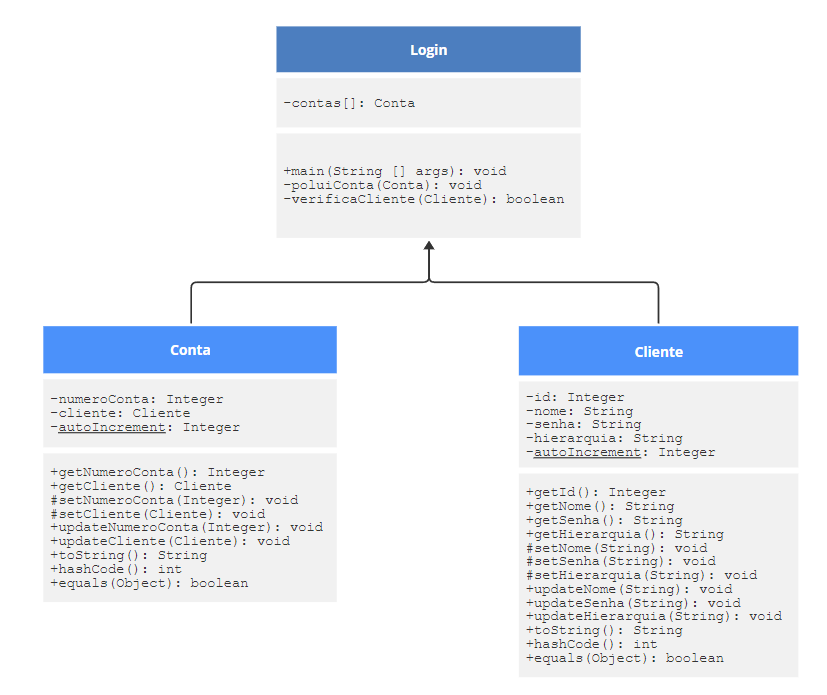 Login
-contas[]: Conta
+main(String [] args): void
-poluiConta(Conta): void
-verificaCliente(Cliente): boolean
Conta
-numeroConta: Integer
-cliente: Cliente
-autoIncrement: Integer
+getNumeroConta(): Integer
+getCliente(): Cliente
#setNumeroConta(Integer): void
#setCliente(Cliente): void
+updateNumeroConta(Integer): void
+updateCliente(Cliente): void
+toString(): String
+hashCode(): int
+equals(Object): boolean
Cliente
-id: Integer
-nome: String
-senha: String
-hierarquia: String
-autoIncrement: Integer
+getId(): Integer
+getNome(): String
+getSenha(): String
+getHierarquia(): String
#setNome(String): void
#setSenha(String): void
#setHierarquia(String): void
+updateNome(String): void
+updateSenha(String): void
+updateHierarquia(String): void
+toString(): String
+hashCode(): int
+equals(Object): boolean